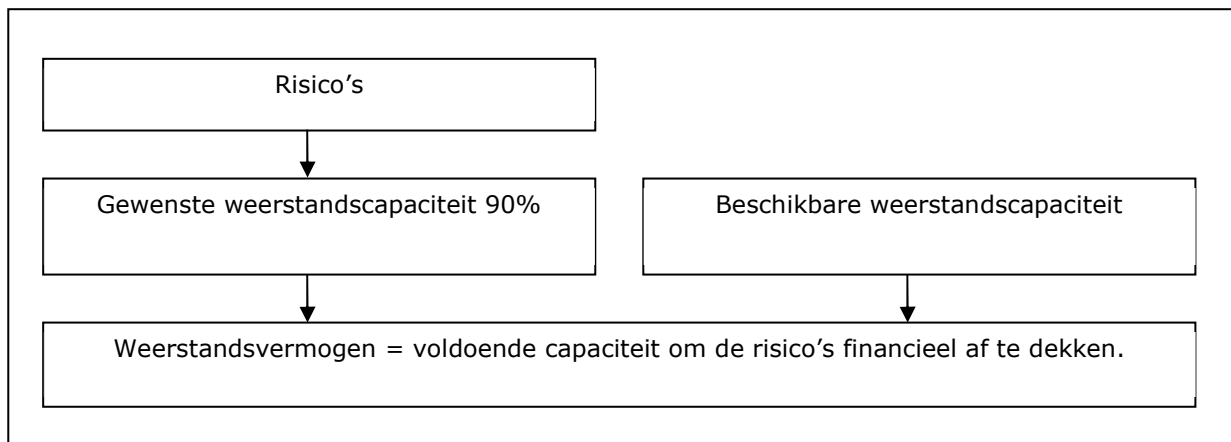 Risico’s
Gewenste weerstandscapaciteit 90%
Beschikbare weerstandscapaciteit
Weerstandsvermogen = voldoende capaciteit om de risico’s financieel af te dekken.